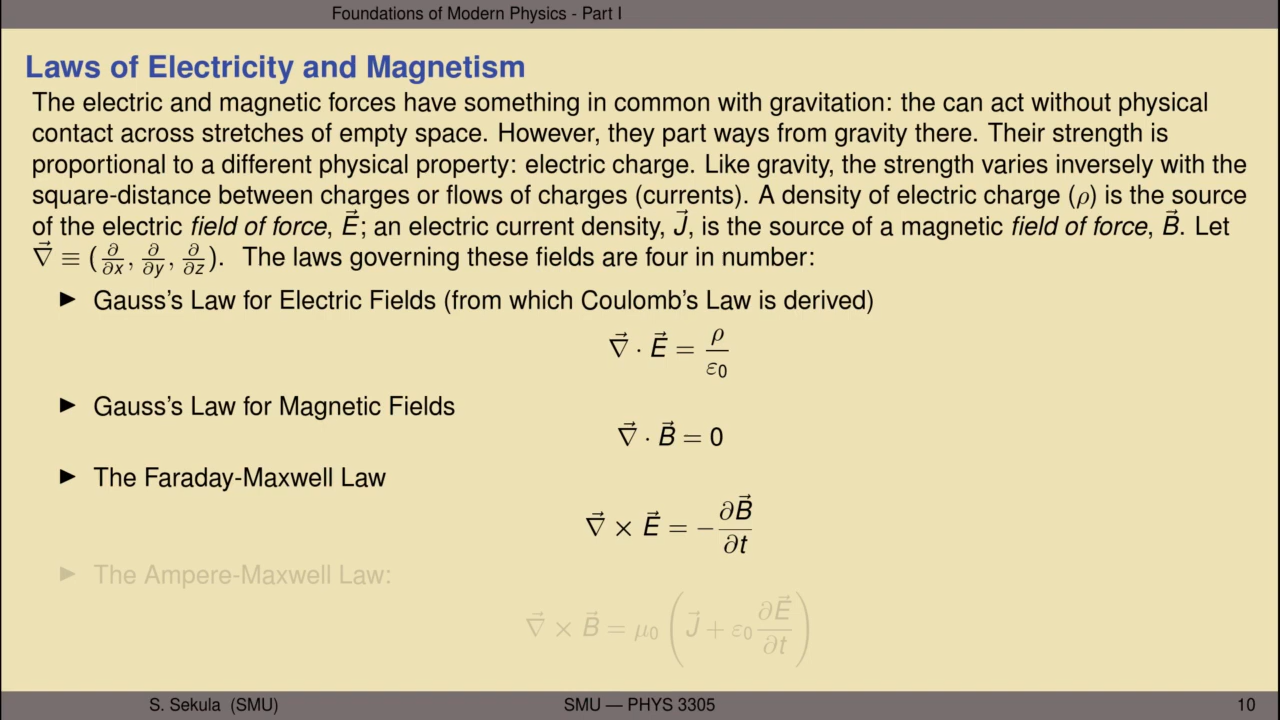 Foundations of Modern Physics - Part I
Laws of Electricity and Magnetism
The electric and magnetic forces have something in common with gravitation: the can act without physical
contact across stretches of empty space. However, they part ways from gravity there. Their strength is
proportional to a different physical property: electric charge. Like gravity, the strength varies inversely with the
square-distance between charges or flows of charges (currents). A density of electric charge (ρ) is the source
of the electric field of force, E⃗; an electric current density, J⃗, is the source of a magnetic field of force, B⃗. Let
∇⃗ ≡ (∂/∂x, ∂/∂y, ∂/∂z). The laws governing these fields are four in number:
▶ Gauss's Law for Electric Fields (from which Coulomb's Law is derived)
∇⃗ · E⃗ = ρ/ε₀
▶ Gauss's Law for Magnetic Fields
∇⃗ · B⃗ = 0
▶ The Faraday-Maxwell Law
∇⃗ × E⃗ = −∂B⃗/∂t
▶ The Ampere-Maxwell Law:
∇⃗ × B⃗ = μ₀ (J⃗ + ε₀ ∂E⃗/∂t)
S. Sekula (SMU) SMU — PHYS 3305 10